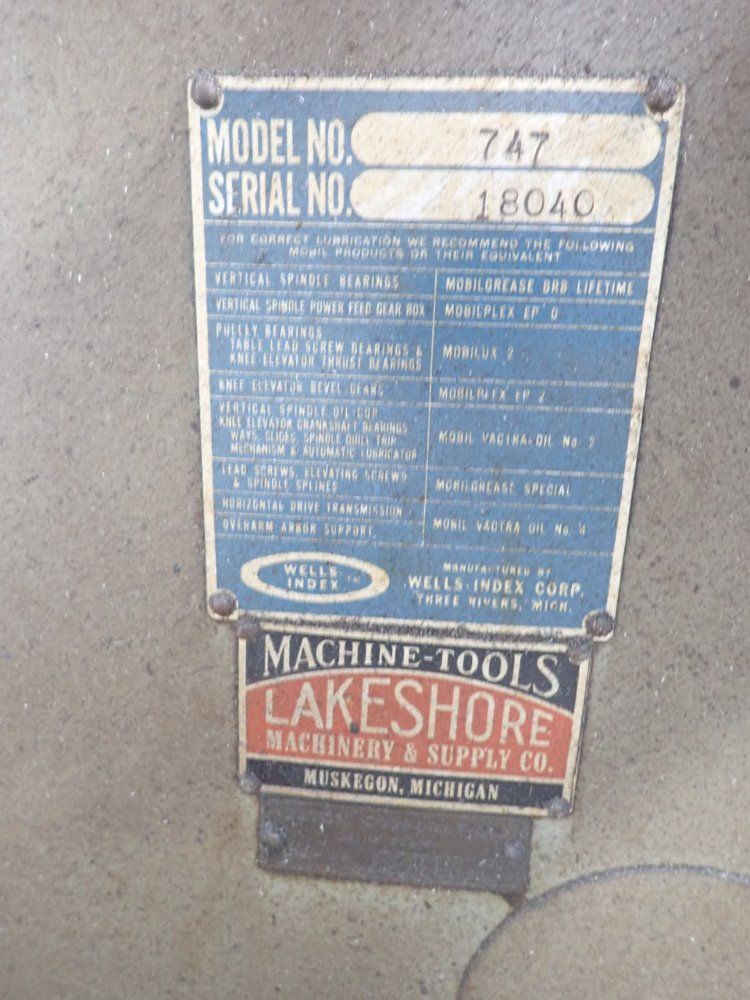 MODEL NO. 747
SERIAL NO. 18040
FOR CORRECT LUBRICATION WE RECOMMEND THE FOLLOWING
MOBIL PRODUCTS OR THEIR EQUIVALENT
VERTICAL SPINDLE BEARINGS MOBILGREASE BRB LIFETIME
VERTICAL SPINDLE POWER FEED GEAR BOX MOBILPLEX EP 0
PULLEY BEARINGS
TABLE LEAD SCREW BEARINGS &
KNEE ELEVATOR THRUST BEARINGS
MOBILUX 2
KNEE ELEVATOR BEVEL GEARS MOBILPLEX EP 2
VERTICAL SPINDLE OIL CUP
KNEE ELEVATOR CRANKSHAFT BEARINGS
WAYS, SLIDES, SPINDLE QUILL TRIP
MECHANISM & AUTOMATIC LUBRICATOR
MOBIL VACTRA OIL No. 2
LEAD SCREWS, ELEVATING SCREWS
& SPINDLE SPLINES
MOBILGREASE SPECIAL
HORIZONTAL DRIVE TRANSMISSION
OVERARM ARBOR SUPPORT
MOBIL VACTRA OIL No. 4
WELLS
INDEX TM
MANUFACTURED BY
WELLS-INDEX CORP.
THREE RIVERS, MICH.
MACHINE-TOOLS
LAKESHORE
MACHINERY & SUPPLY CO.
MUSKEGON, MICHIGAN